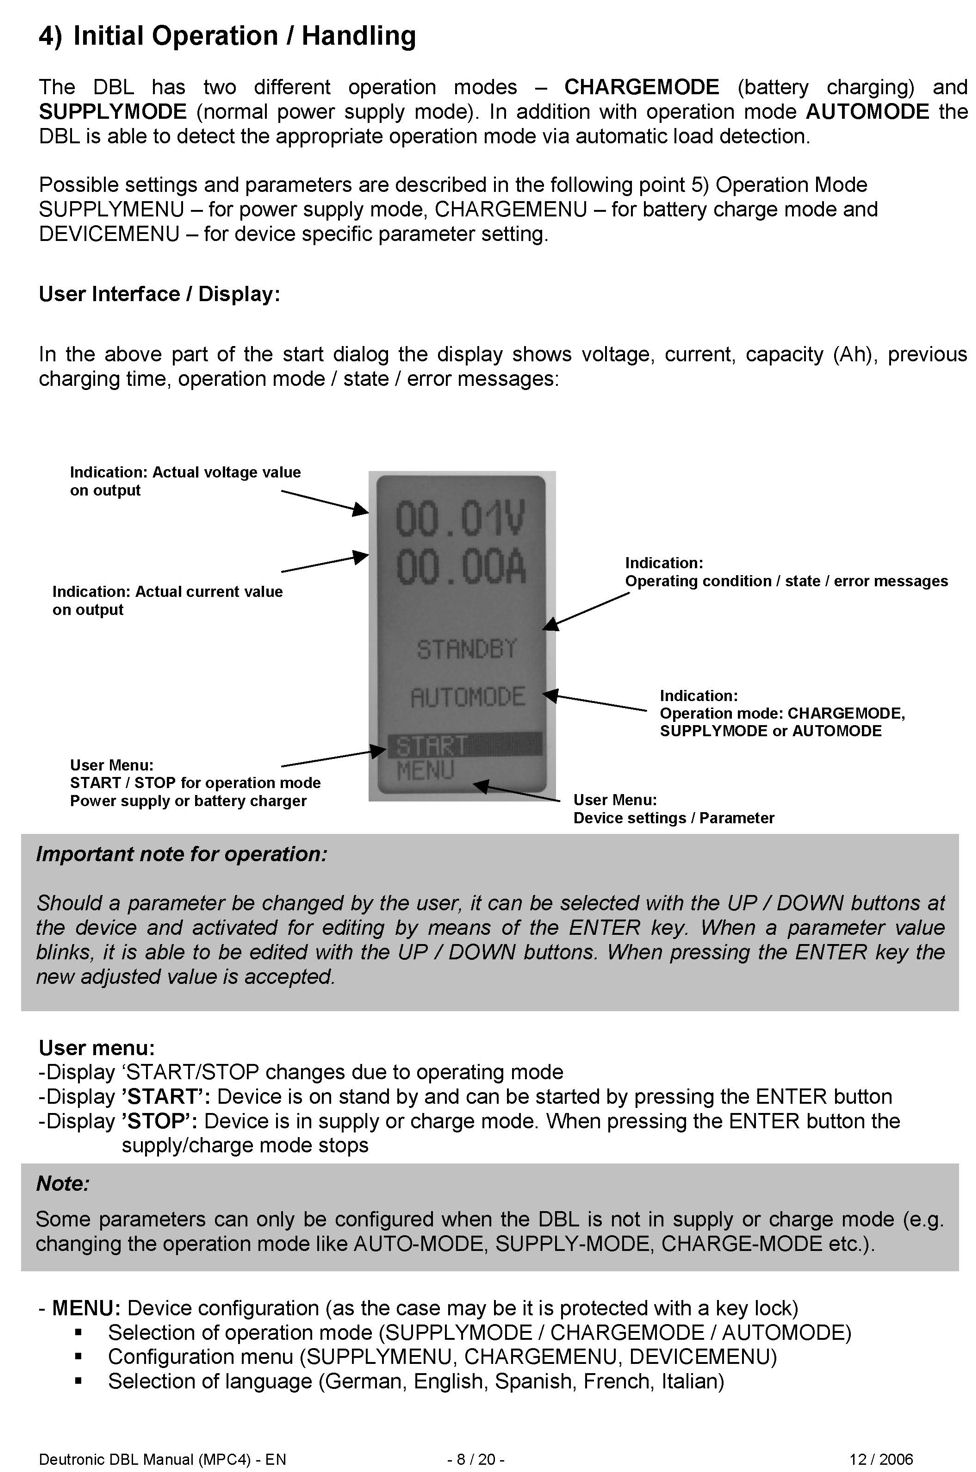 4) Initial Operation / Handling
The DBL has two different operation modes – CHARGEMODE (battery charging) and
SUPPLYMODE (normal power supply mode). In addition with operation mode AUTOMODE the
DBL is able to detect the appropriate operation mode via automatic load detection.
Possible settings and parameters are described in the following point 5) Operation Mode
SUPPLYMENU – for power supply mode, CHARGEMENU – for battery charge mode and
DEVICEMENU – for device specific parameter setting.
User Interface / Display:
In the above part of the start dialog the display shows voltage, current, capacity (Ah), previous
charging time, operation mode / state / error messages:
Indication: Actual voltage value
on output
00.01V
00.00A
Indication:
Operating condition / state / error messages
Indication: Actual current value
on output
STANDBY
AUTOMODE
Indication:
Operation mode: CHARGEMODE,
SUPPLYMODE or AUTOMODE
START
MENU
User Menu:
START / STOP for operation mode
Power supply or battery charger
User Menu:
Device settings / Parameter
Important note for operation:
Should a parameter be changed by the user, it can be selected with the UP / DOWN buttons at
the device and activated for editing by means of the ENTER key. When a parameter value
blinks, it is able to be edited with the UP / DOWN buttons. When pressing the ENTER key the
new adjusted value is accepted.
User menu:
-Display ‘START/STOP changes due to operating mode
-Display ’START’: Device is on stand by and can be started by pressing the ENTER button
-Display ’STOP’: Device is in supply or charge mode. When pressing the ENTER button the
supply/charge mode stops
Note:
Some parameters can only be configured when the DBL is not in supply or charge mode (e.g.
changing the operation mode like AUTO-MODE, SUPPLY-MODE, CHARGE-MODE etc.).
- MENU: Device configuration (as the case may be it is protected with a key lock)
▪ Selection of operation mode (SUPPLYMODE / CHARGEMODE / AUTOMODE)
▪ Configuration menu (SUPPLYMENU, CHARGEMENU, DEVICEMENU)
▪ Selection of language (German, English, Spanish, French, Italian)
Deutronic DBL Manual (MPC4) - EN
- 8 / 20 -
12 / 2006